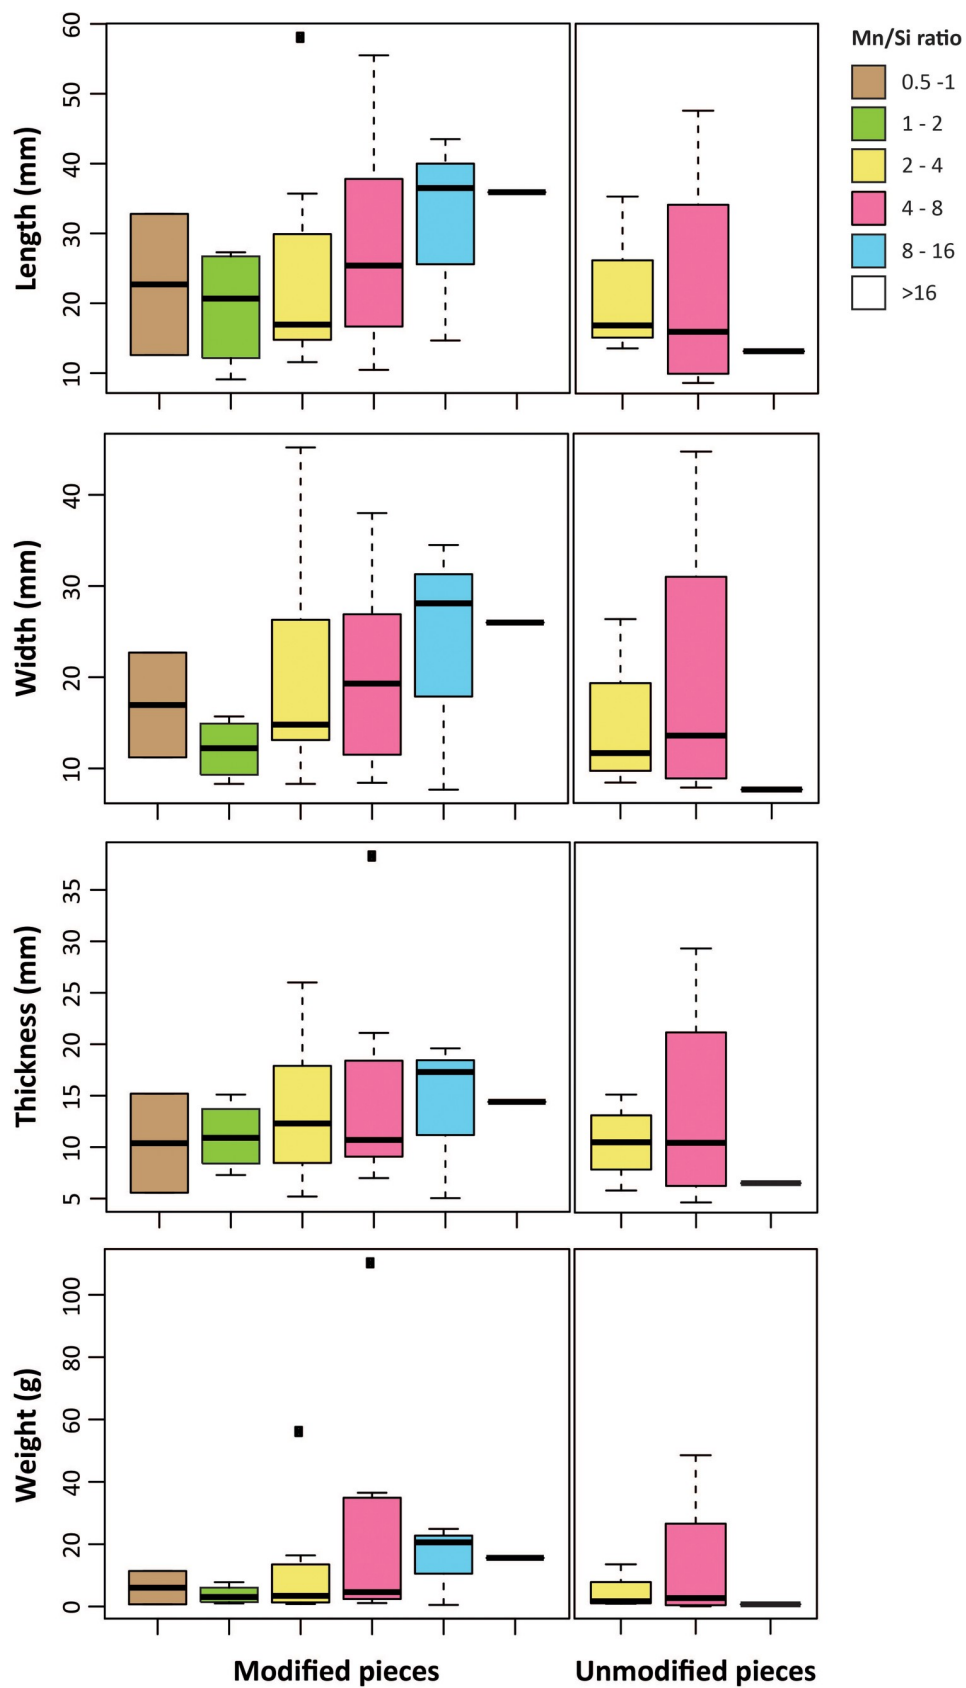 Length (mm)
60
50
40
30
20
10
Mn/Si ratio
0.5 -1
1 - 2
2 - 4
4 - 8
8 - 16
>16
Width (mm)
40
30
20
10
Thickness (mm)
35
30
25
20
15
10
5
Weight (g)
100
80
60
40
20
0
Modified pieces
Unmodified pieces